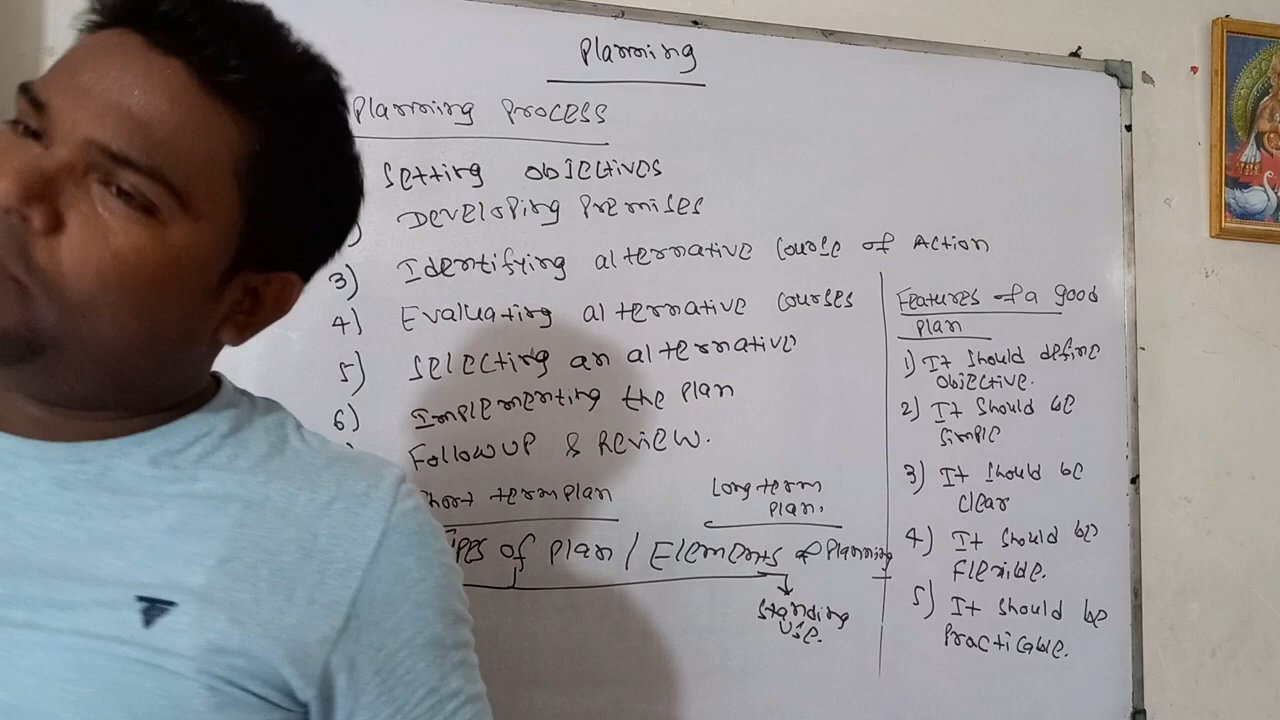 Planning
Planning Process
Setting Objectives
Developing Premises
3) Identifying alternative Course of Action
4) Evaluating alternative Courses
5) Selecting an alternative
6) Implementing the plan
Follow up & Review.
hort term plan
Long term
plan.
pes of plan / Elements of Planning
Standing
use.
Features of a good
plan
1) It should define
objective.
2) It should be
simple
3) It should be
clear
4) It should be
flexible.
5) It should be
practicable.